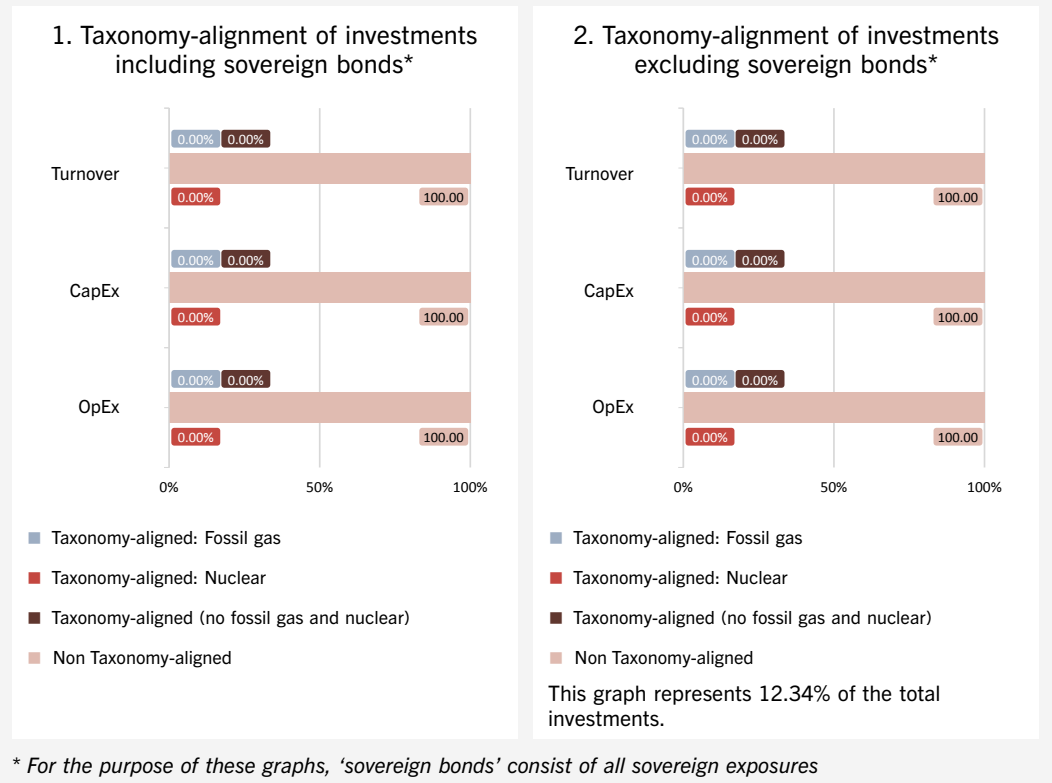 1. Taxonomy-alignment of investments
including sovereign bonds*
0.00% 0.00%
Turnover
0.00% 100.00
0.00% 0.00%
CapEx
0.00% 100.00
0.00% 0.00%
OpEx
0.00% 100.00
0% 50% 100%
Taxonomy-aligned: Fossil gas
Taxonomy-aligned: Nuclear
Taxonomy-aligned (no fossil gas and nuclear)
Non Taxonomy-aligned
2. Taxonomy-alignment of investments
excluding sovereign bonds*
0.00% 0.00%
Turnover
0.00% 100.00
0.00% 0.00%
CapEx
0.00% 100.00
0.00% 0.00%
OpEx
0.00% 100.00
0% 50% 100%
Taxonomy-aligned: Fossil gas
Taxonomy-aligned: Nuclear
Taxonomy-aligned (no fossil gas and nuclear)
Non Taxonomy-aligned
This graph represents 12.34% of the total
investments.
* For the purpose of these graphs, ‘sovereign bonds’ consist of all sovereign exposures